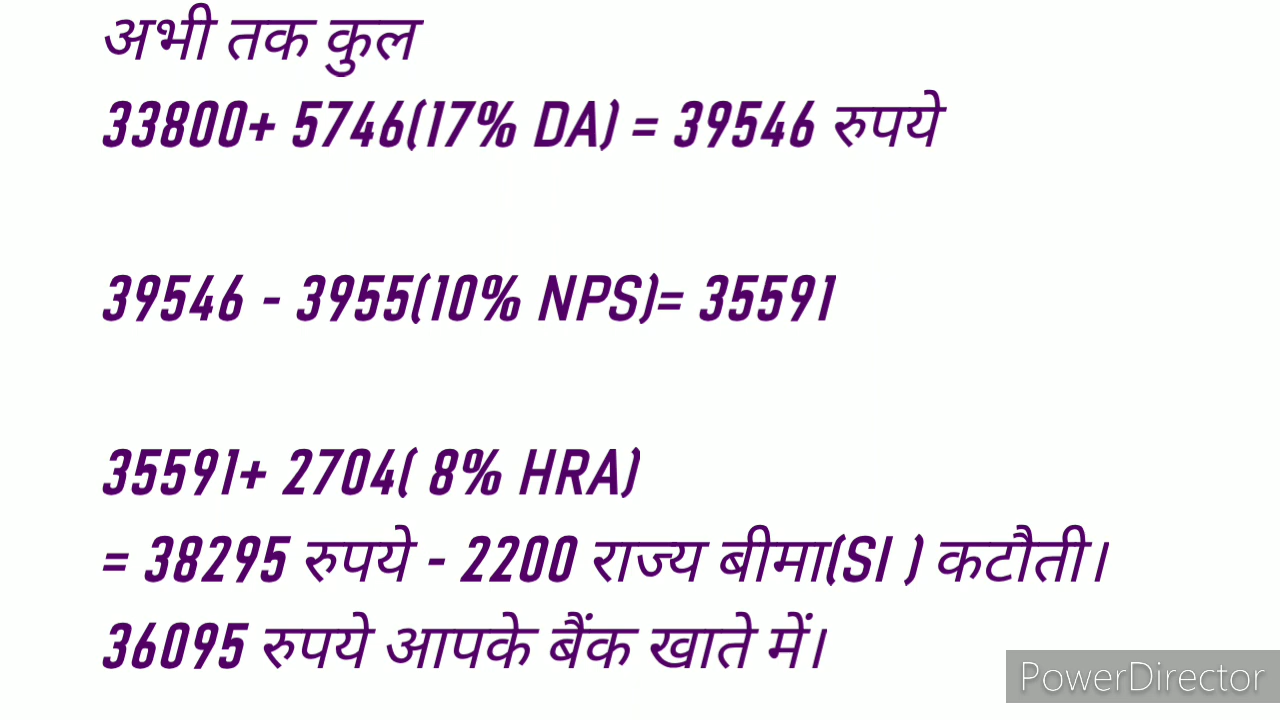 अभी तक कुल
33800+ 5746(17% DA) = 39546 रुपये
39546 - 3955(10% NPS)= 35591
35591+ 2704( 8% HRA)
= 38295 रुपये - 2200 राज्य बीमा(SI ) कटौती।
36095 रुपये आपके बैंक खाते में।
PowerDirector